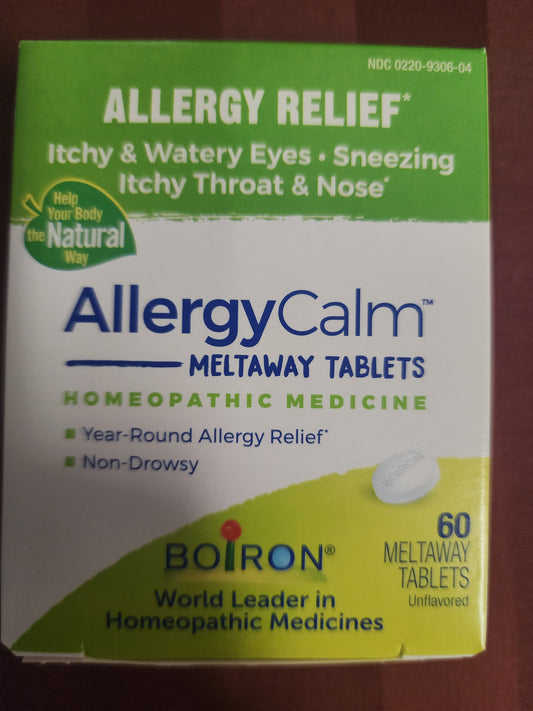 NDC 0220-9306-04
ALLERGY RELIEF*
Itchy & Watery Eyes • Sneezing
Itchy Throat & Nose*
Help
Your Body
the Natural
Way
AllergyCalm™
MELTAWAY TABLETS
HOMEOPATHIC MEDICINE
Year-Round Allergy Relief*
Non-Drowsy
BOIRON
BOIRON®
60
MELTAWAY
TABLETS
Unflavored
World Leader in
Homeopathic Medicines